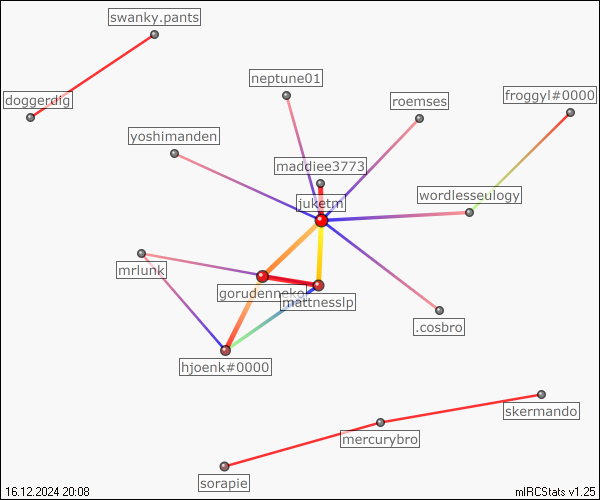 swanky.pants
doggerdig
neptune01
froggyl#0000
roemses
yoshimanden
maddiee3773
wordlesseulogy
juketm
mrlunk
gorudenneko
mattnesslp
.cosbro
hjoenk#0000
skermando
mercurybro
sorapie
16.12.2024 20:08
mIRCStats v1.25